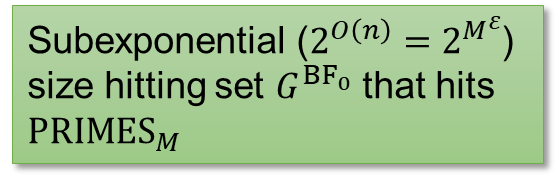 Subexponential (2^{O(n)} = 2^{M^ε})
size hitting set G^{BF_0} that hits
PRIMES_M